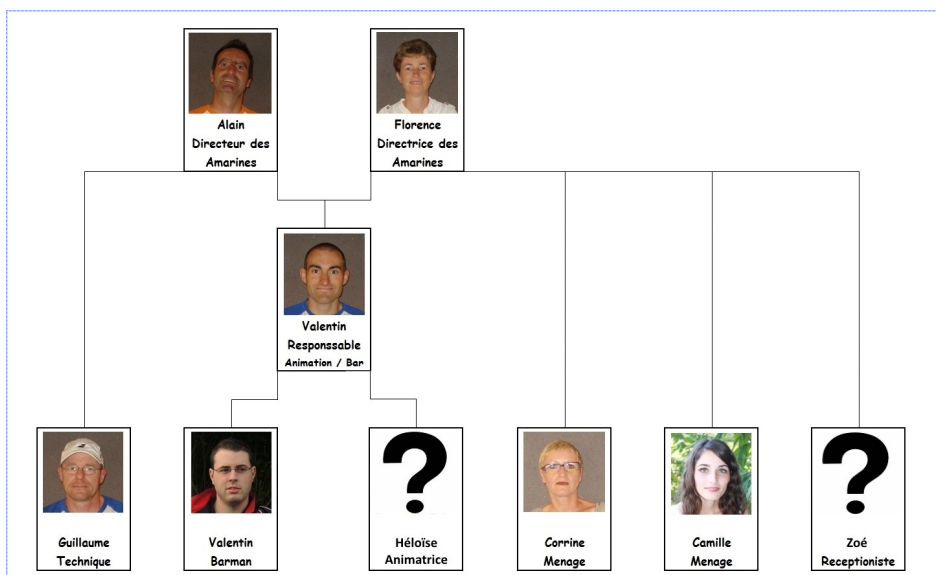 Alain
Directeur des
Amarines
Florence
Directrice des
Amarines
Valentin
Responssable
Animation / Bar
Guillaume
Technique
Valentin
Barman
?
Héloïse
Animatrice
Corrine
Menage
Camille
Menage
?
Zoé
Receptioniste